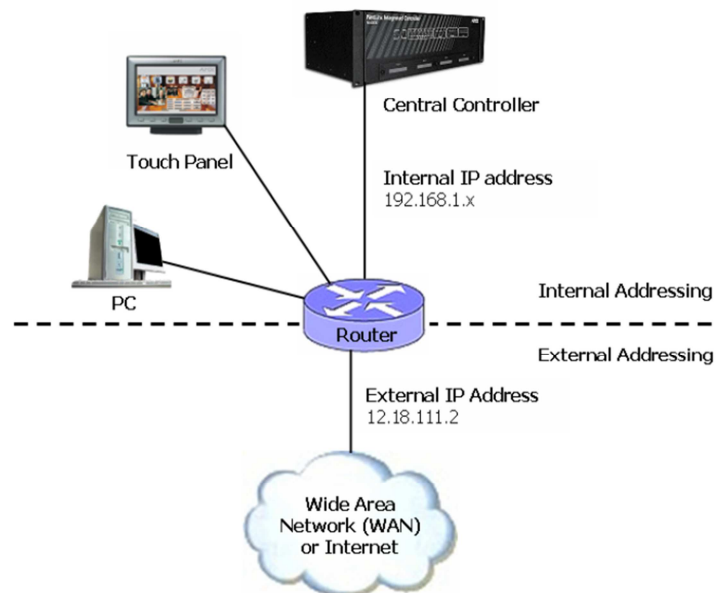 Central Controller
Touch Panel
Internal IP address
192.168.1.x
PC
Internal Addressing
Router
External Addressing
External IP Address
12.18.111.2
Wide Area
Network (WAN)
or Internet